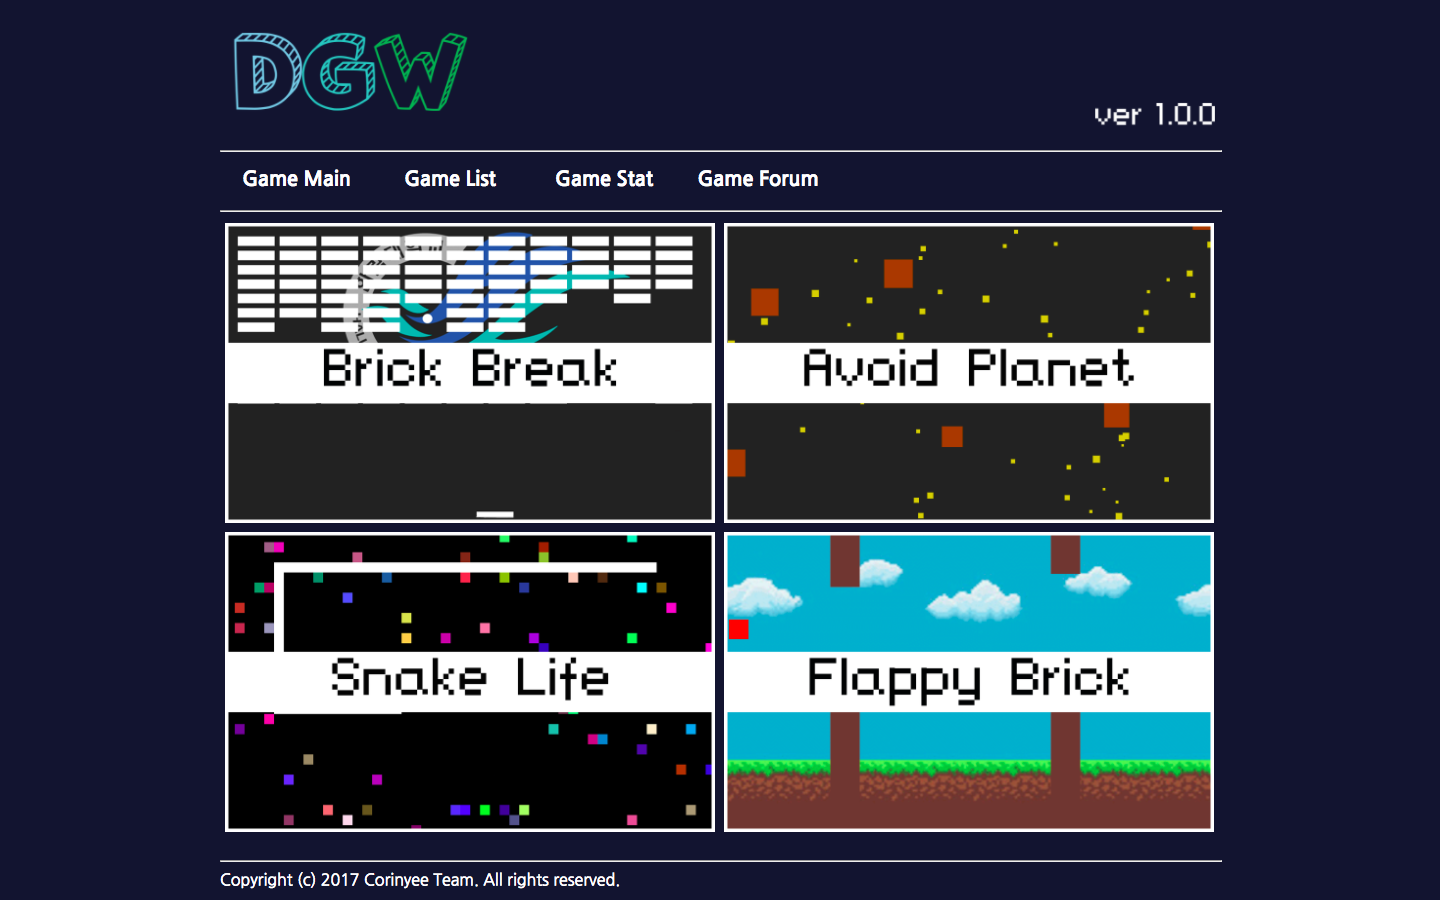 DGW
ver 1.0.0
Game Main Game List Game Stat Game Forum
Brick Break
Avoid Planet
Snake Life
Flappy Brick
Copyright (c) 2017 Corinyee Team. All rights reserved.